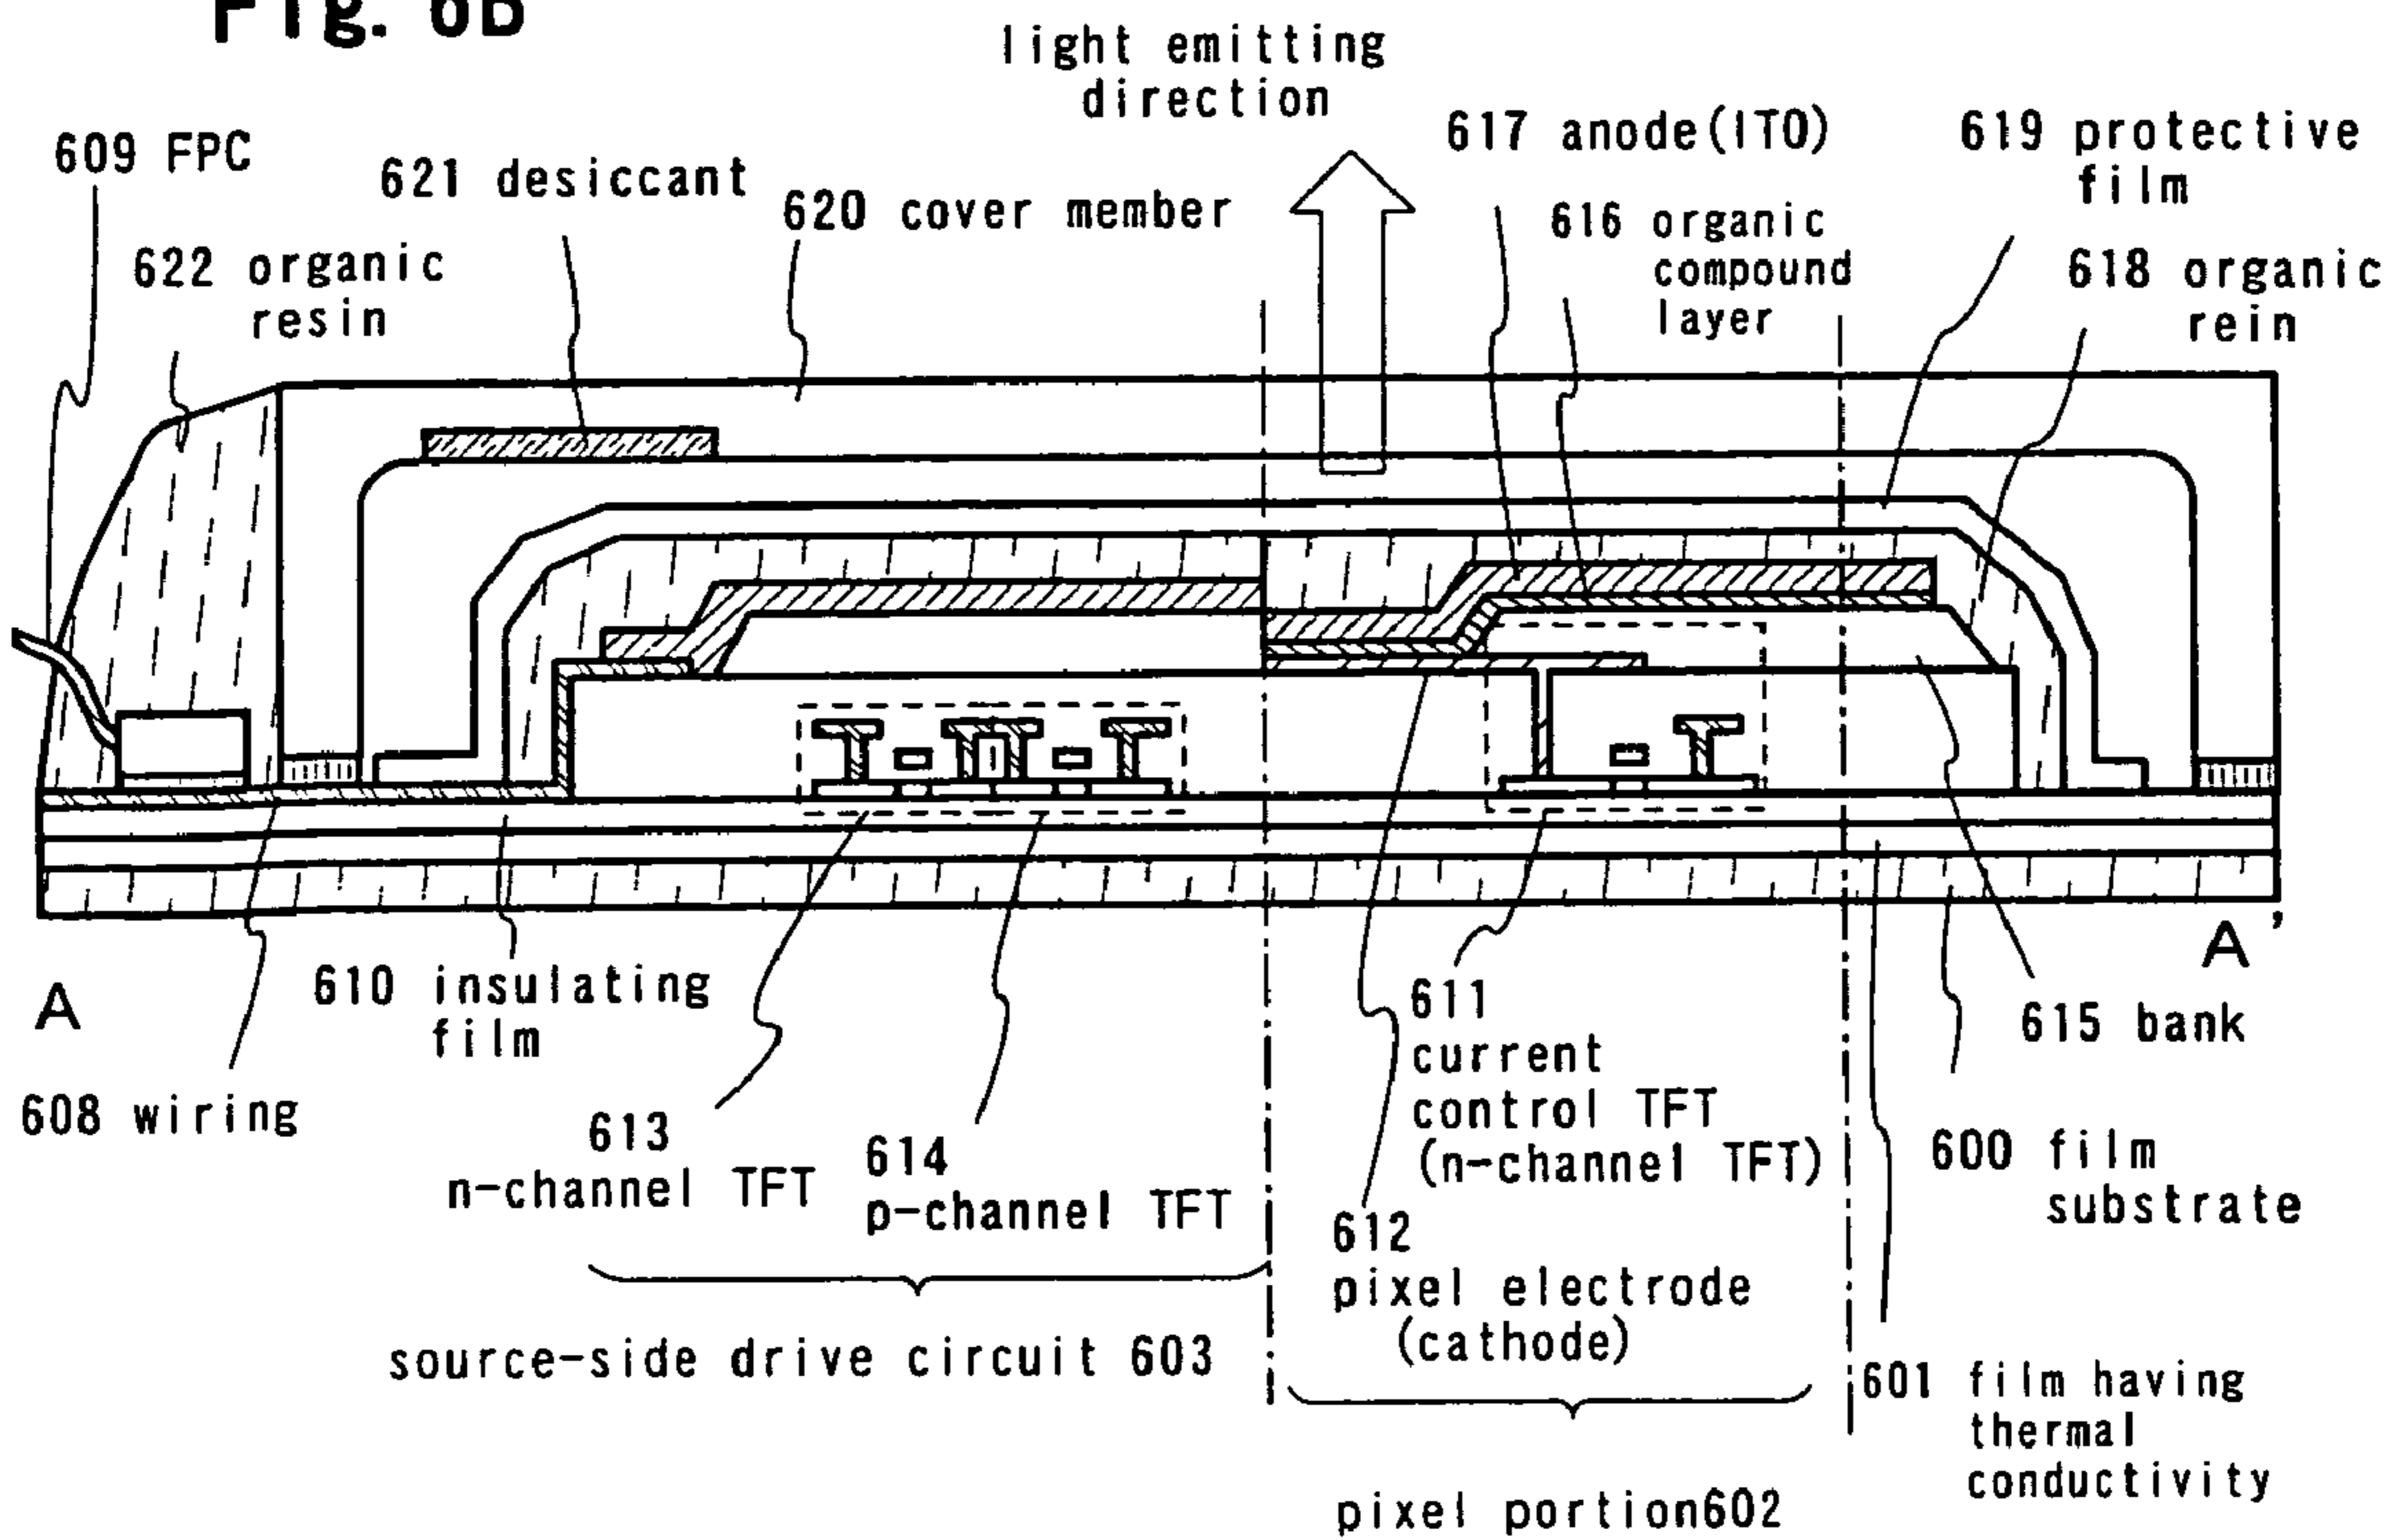 Fig. 6B
light emitting
direction
609 FPC
621 desiccant
620 cover member
617 anode(ITO)
619 protective
film
622 organic
resin
616 organic
compound
layer
618 organic
rein
A
A'
610 insulating
film
608 wiring
613
n-channel TFT
614
p-channel TFT
611
current
control TFT
(n-channel TFT)
612
pixel electrode
(cathode)
615 bank
600 film
substrate
601 film having
thermal
conductivity
source-side drive circuit 603
pixel portion602